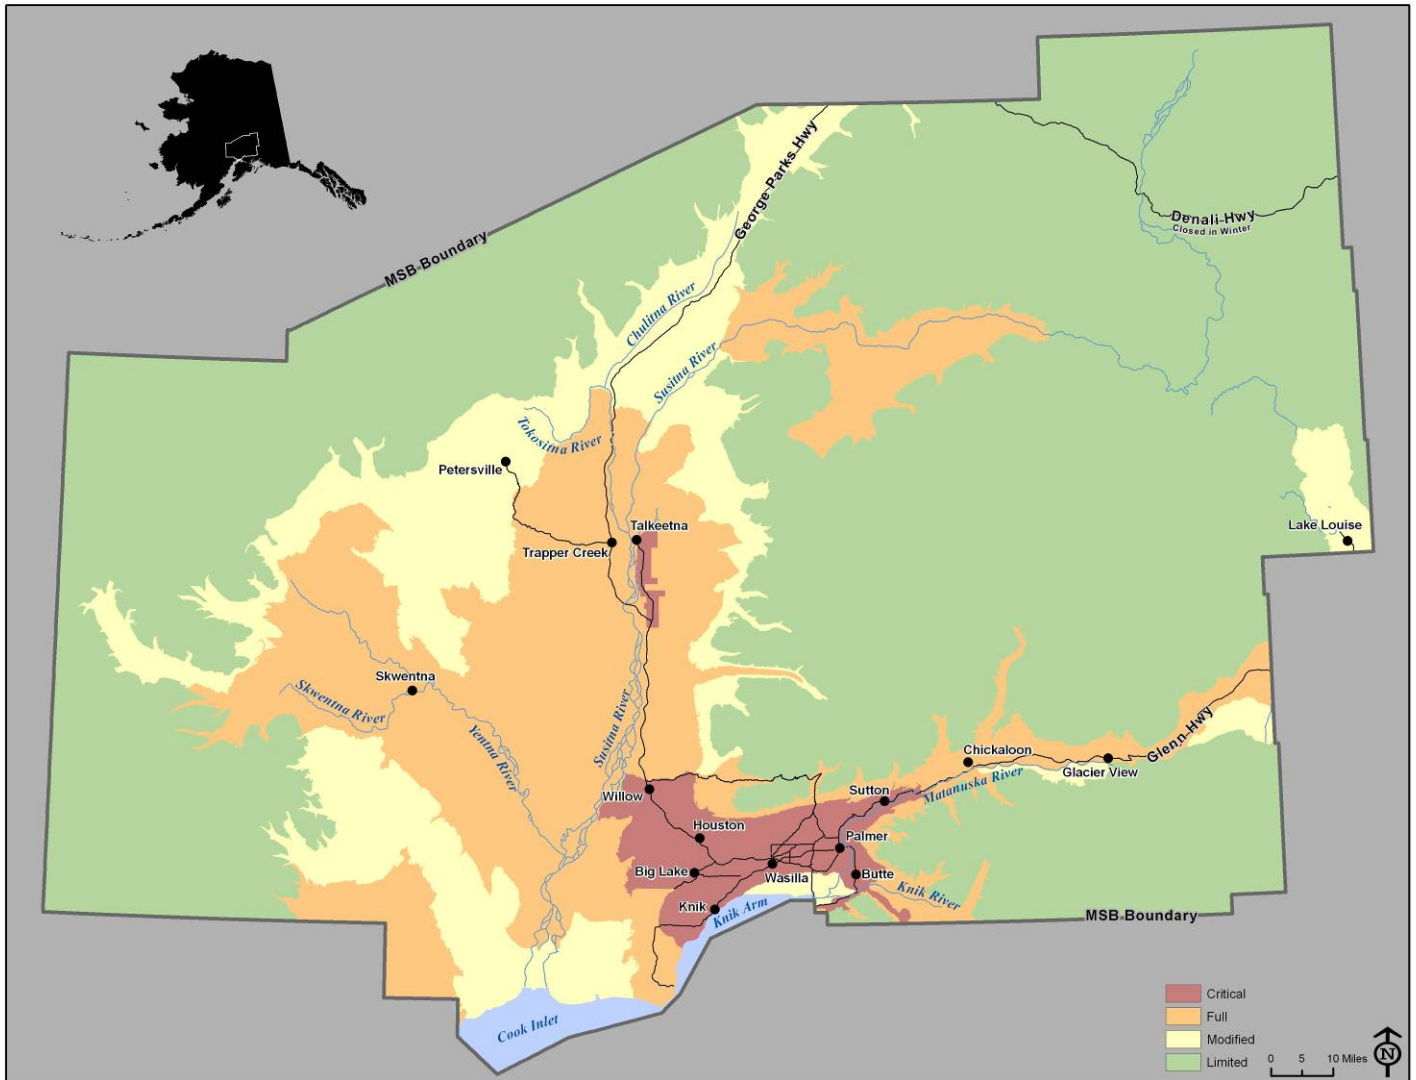 George Parks Hwy
MSB Boundary
Denali Hwy
Closed in Winter
Chulitna River
Susitna River
Tokositna River
Petersville
Lake Louise
Talkeetna
Trapper Creek
Skwentna
Skwentna River
Yentna River
Susitna River
Glenn Hwy
Chickaloon
Glacier View
Matanuska River
Sutton
Willow
Houston
Palmer
Big Lake
Wasilla
Butte
Knik River
Knik
Knik Arm
MSB Boundary
Cook Inlet
Critical
Full
Modified
Limited
0 5 10 Miles
N